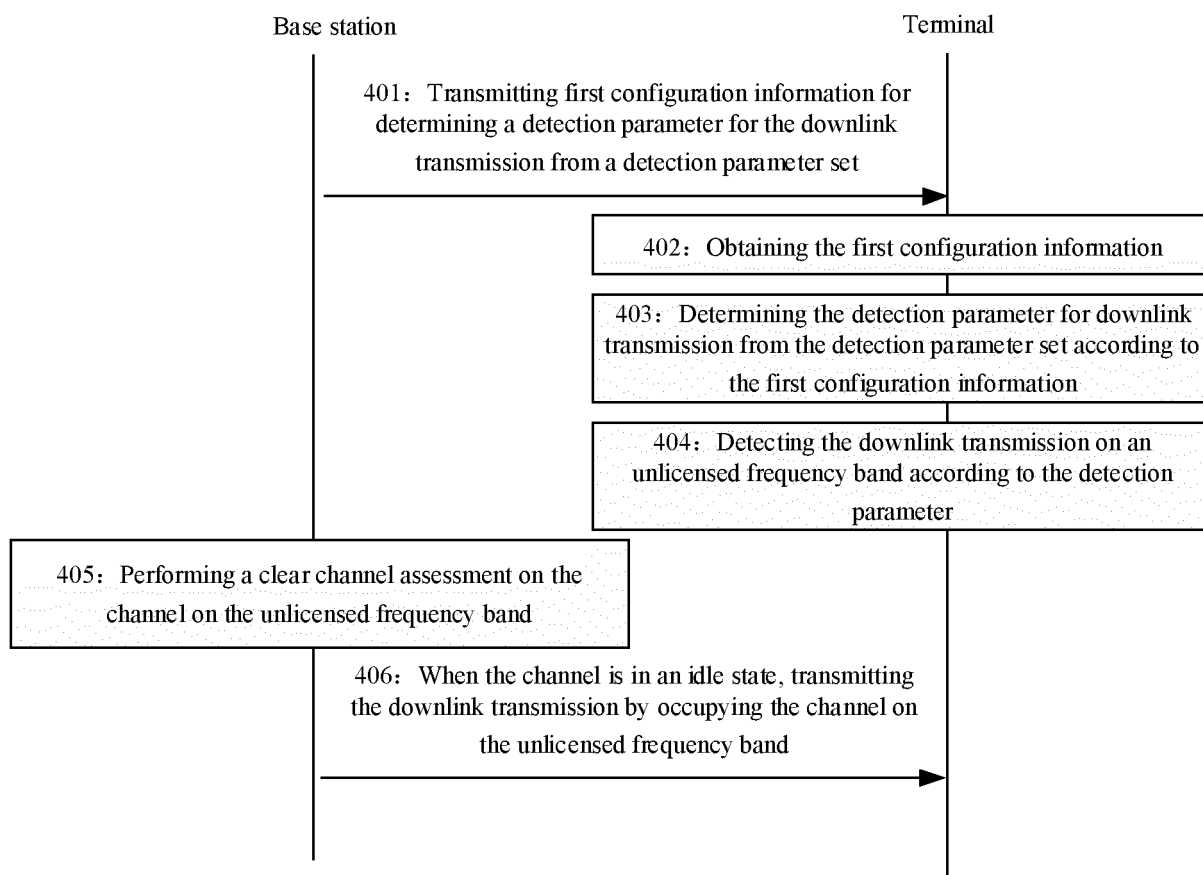 Base station
Terminal
401：Transmitting first configuration information for
determining a detection parameter for the downlink
transmission from a detection parameter set
402：Obtaining the first configuration information
403：Determining the detection parameter for downlink
transmission from the detection parameter set according to
the first configuration information
404：Detecting the downlink transmission on an
unlicensed frequency band according to the detection
parameter
405：Performing a clear channel assessment on the
channel on the unlicensed frequency band
406：When the channel is in an idle state, transmitting
the downlink transmission by occupying the channel on
the unlicensed frequency band